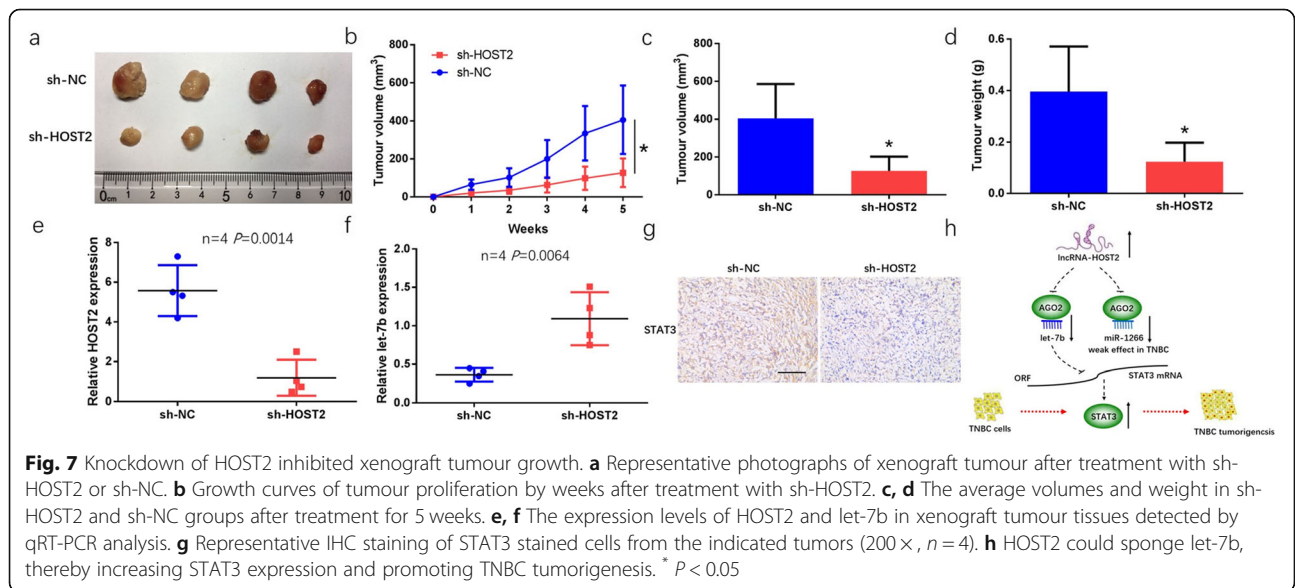 a
sh-NC
sh-HOST2
0cm 5 10
b
800
600
400
200
0
Tumour volume (mm³)
sh-HOST2
sh-NC
*
0 1 2 3 4 5
Weeks
c
800
600
400
200
0
Tumour volume (mm³)
*
sh-NC sh-HOST2
d
0.6
0.4
0.2
0.0
Tumour weight (g)
*
sh-NC sh-HOST2
e
n=4 P=0.0014
8
6
4
2
0
Relative HOST2 expression
sh-NC sh-HOST2
f
n=4 P=0.0064
2.0
1.5
1.0
0.5
0.0
Relative let-7b expression
sh-NC sh-HOST2
g
sh-NC sh-HOST2
STAT3
h
lncRNA-HOST2
AGO2 AGO2
let-7b miR-1266
weak effect in TNBC
ORF STAT3 mRNA
STAT3
TNBC cells TNBC tumorigencsis
Fig. 7 Knockdown of HOST2 inhibited xenograft tumour growth. a Representative photographs of xenograft tumour after treatment with sh-
HOST2 or sh-NC. b Growth curves of tumour proliferation by weeks after treatment with sh-HOST2. c, d The average volumes and weight in sh-
HOST2 and sh-NC groups after treatment for 5 weeks. e, f The expression levels of HOST2 and let-7b in xenograft tumour tissues detected by
qRT-PCR analysis. g Representative IHC staining of STAT3 stained cells from the indicated tumors (200 ×, n = 4). h HOST2 could sponge let-7b,
thereby increasing STAT3 expression and promoting TNBC tumorigenesis. * P < 0.05